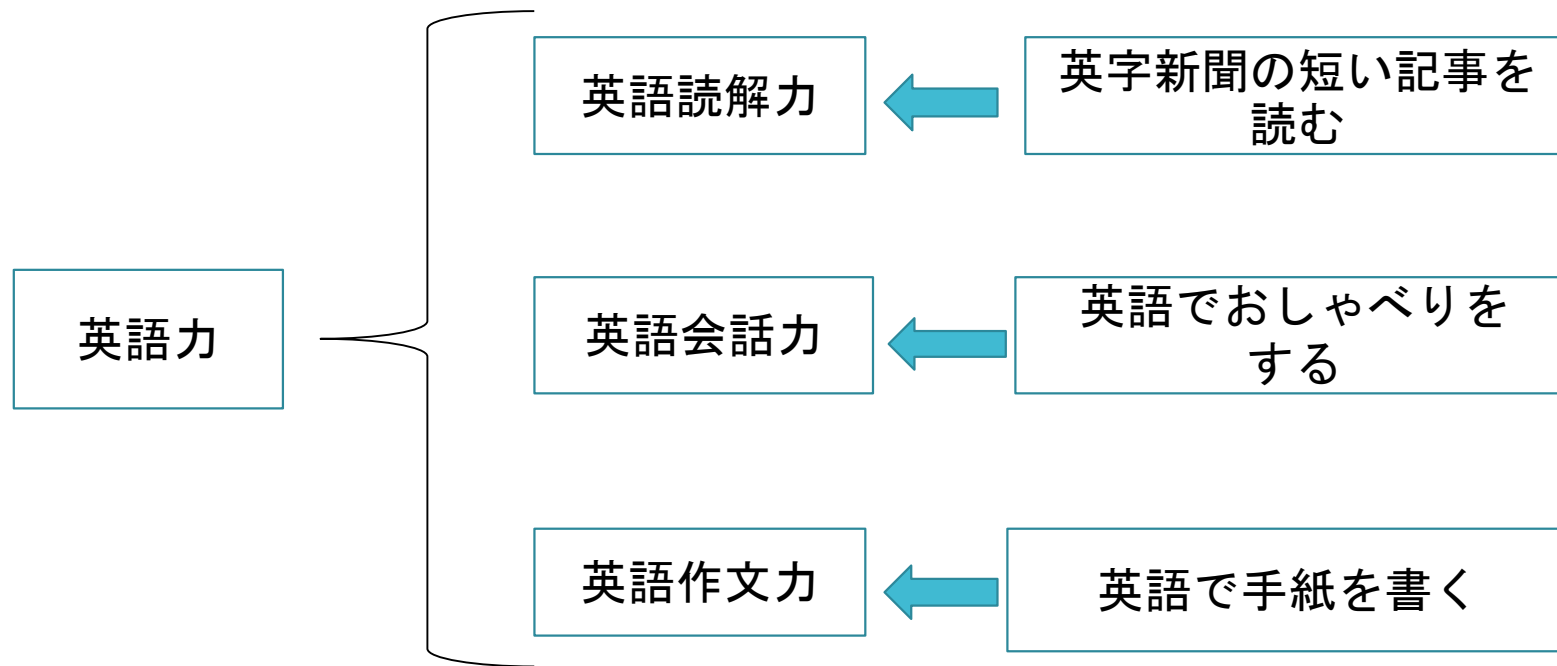 英語読解力
英字新聞の短い記事を
読む
英語力
英語会話力
英語でおしゃべりを
する
英語作文力
英語で手紙を書く